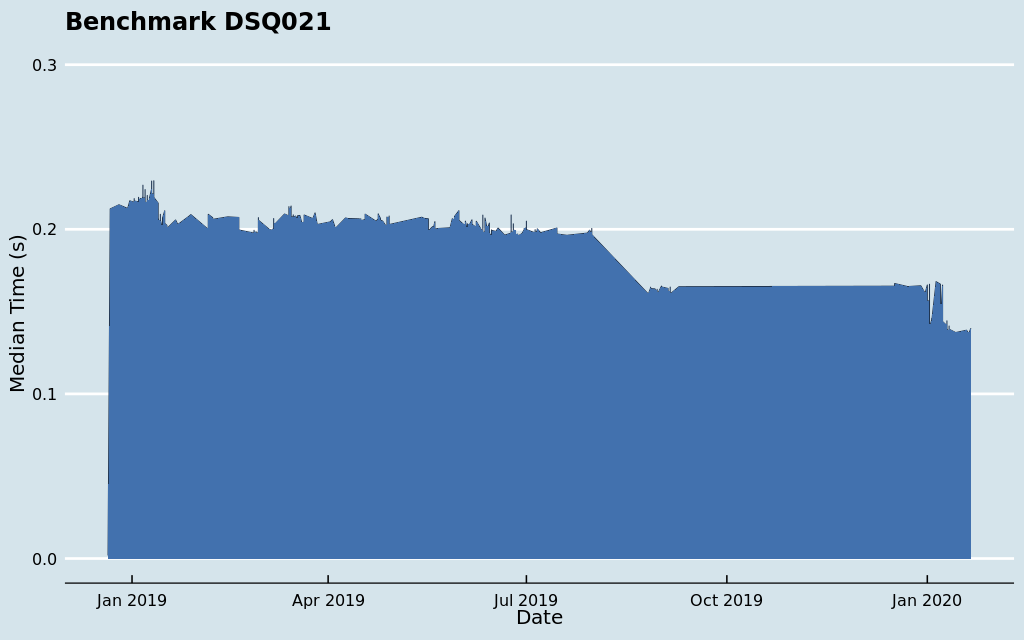 Benchmark DSQ021
0.3
0.2
0.1
0.0
Median Time (s)
Jan 2019
Apr 2019
Jul 2019
Oct 2019
Jan 2020
Date